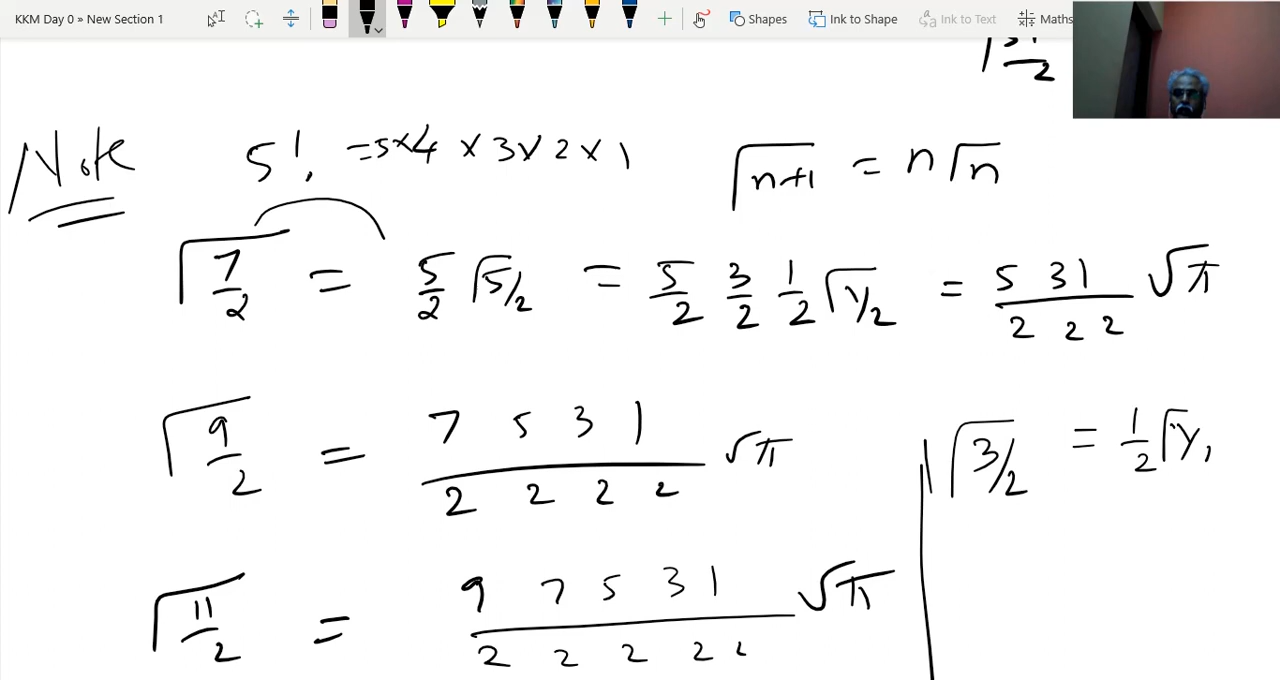 KKM Day 0 » New Section 1
Shapes Ink to Shape Ink to Text Maths
Note 5! = 5 × 4 × 3 × 2 × 1 Γn+1 = n Γn
Γ7/2 = 5/2 Γ5/2 = 5/2 3/2 1/2 Γ1/2 = 5 3 1 / 2 2 2 √π
Γ9/2 = 7 5 3 1 / 2 2 2 2 √π
Γ3/2 = 1/2 Γ
Γ11/2 = 9 7 5 3 1 / 2 2 2 2 2 √π